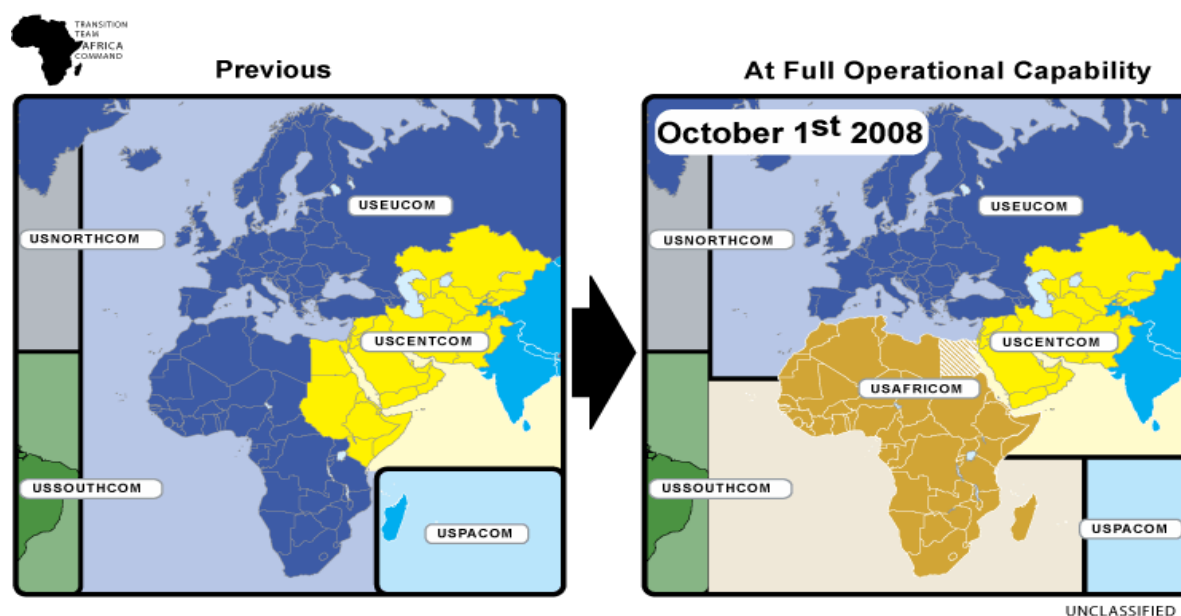 TRANSITION
TEAM
AFRICA
COMMAND
Previous
At Full Operational Capability
October 1st 2008
USEUCOM
USNORTHCOM
USCENTCOM
USSOUTHCOM
USPACOM
USEUCOM
USNORTHCOM
USCENTCOM
USAFRICOM
USSOUTHCOM
USPACOM
UNCLASSIFIED